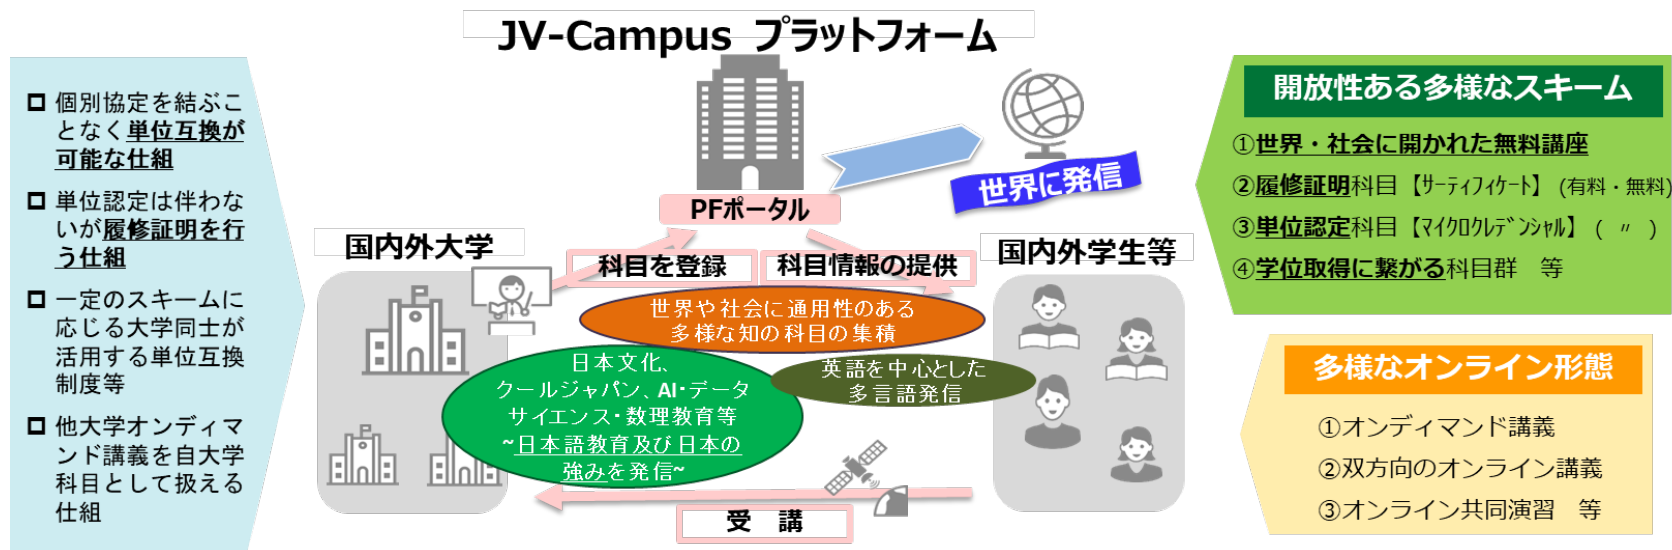 JV-Campus プラットフォーム
❑ 個別協定を結ぶこ
となく単位互換が
可能な仕組
❑ 単位認定は伴わな
いが履修証明を行
う仕組
❑ 一定のスキームに
応じる大学同士が
活用する単位互換
制度等
❑ 他大学オンディマ
ンド講義を自大学
科目として扱える
仕組
PFポータル
世界に発信
国内外大学
科目を登録
科目情報の提供
国内外学生等
世界や社会に通用性のある
多様な知の科目の集積
日本文化、
クールジャパン、AI・データ
サイエンス・数理教育等
~日本語教育及び日本の
強みを発信~
英語を中心とした
多言語発信
受　講
開放性ある多様なスキーム
①世界・社会に開かれた無料講座
②履修証明科目【ｻｰﾃｨﾌｨｹｰﾄ】（有料・無料）
③単位認定科目【ﾏｲｸﾛｸﾚﾃﾞﾝｼｬﾙ】（　〃　）
④学位取得に繋がる科目群　等
多様なオンライン形態
①オンディマンド講義
②双方向のオンライン講義
③オンライン共同演習　等